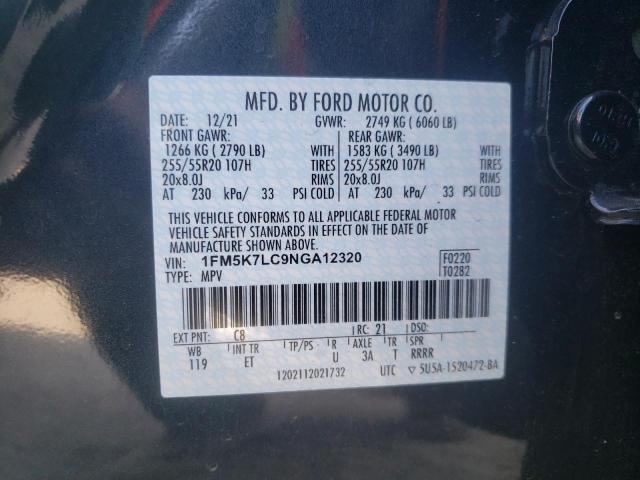 MFD. BY FORD MOTOR CO.
DATE: 12/21 GVWR: 2749 KG (6060 LB)
FRONT GAWR: REAR GAWR:
1266 KG (2790 LB) WITH 1583 KG (3490 LB) WITH
255/55R20 107H TIRES 255/55R20 107H TIRES
20x8.0J RIMS 20x8.0J RIMS
AT 230 kPa/ 33 PSI COLD AT 230 kPa/ 33 PSI COLD
THIS VEHICLE CONFORMS TO ALL APPLICABLE FEDERAL MOTOR
VEHICLE SAFETY STANDARDS IN EFFECT ON THE DATE OF
MANUFACTURE SHOWN ABOVE.
VIN: 1FM5K7LC9NGA12320 F0220
TYPE: MPV T0282
EXT PNT: C8 RC: 21 DSO:
WB INT TR TP/PS R AXLE TR SPR
119 ET U 3A T RRRR
1202112021732 UTC ▽ 5U5A-1520472-BA